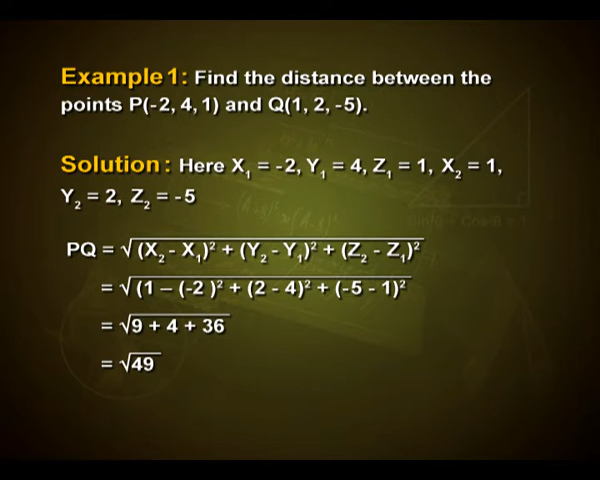 Example 1: Find the distance between the
points P(-2, 4, 1) and Q(1, 2, -5).
Solution: Here X₁ = -2, Y₁ = 4, Z₁ = 1, X₂ = 1,
Y₂ = 2, Z₂ = -5
PQ = √(X₂ - X₁)² + (Y₂ - Y₁)² + (Z₂ - Z₁)²
= √(1 – (-2 )² + (2 - 4)² + (-5 - 1)²
= √9 + 4 + 36
= √49